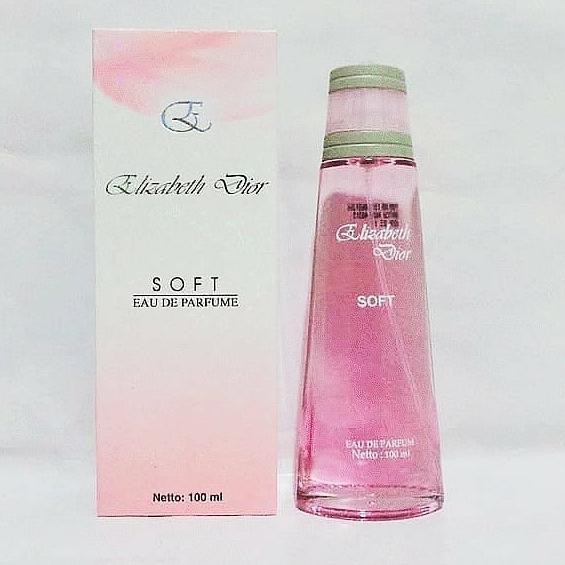 Elizabeth Dior
SOFT
EAU DE PARFUME
Netto: 100 ml
Elizabeth
Dior
SOFT
EAU DE PARFUM
Netto : 100 ml